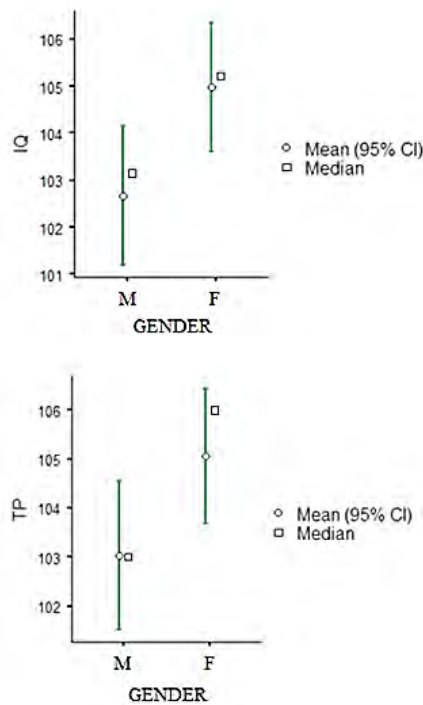 106
105
104
103
102
101
IQ
M F
GENDER
Mean (95% CI)
Median
106
105
104
103
102
TP
M F
GENDER
Mean (95% CI)
Median